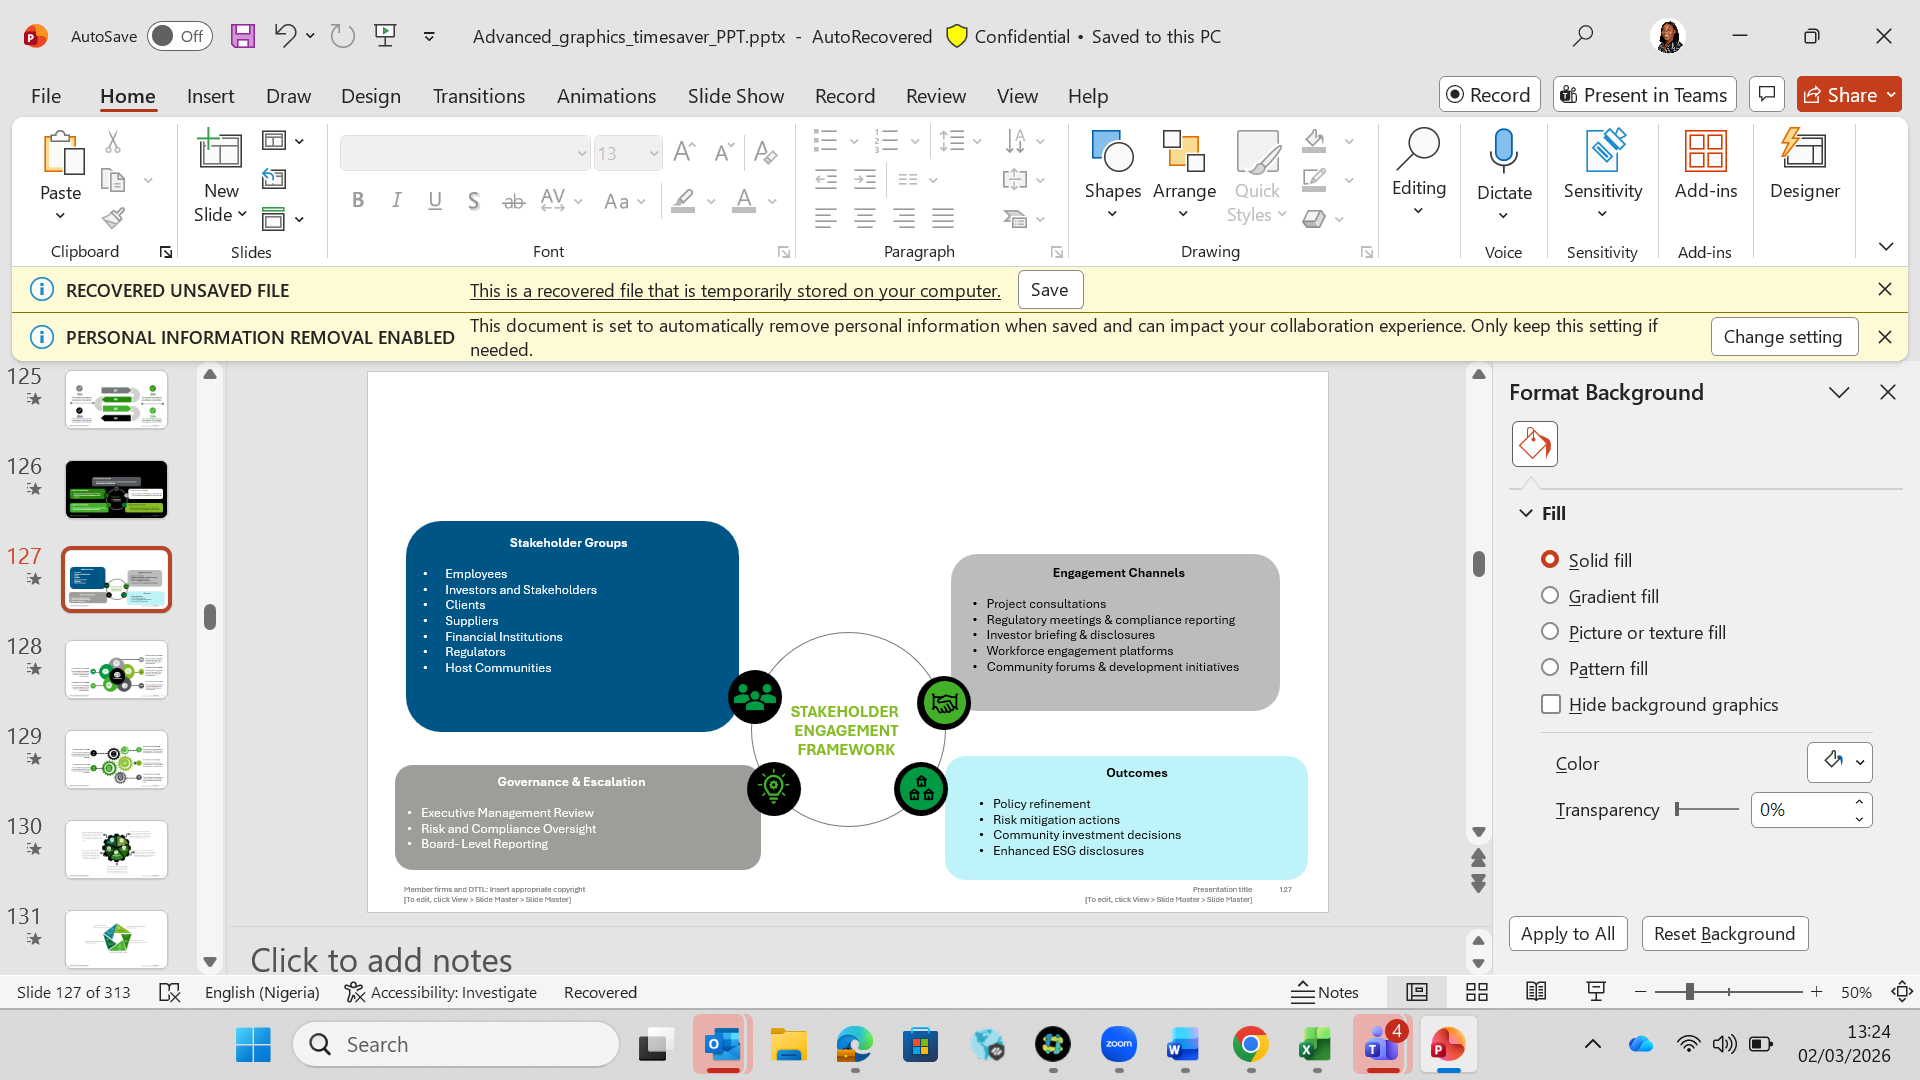 AutoSave Off Advanced_graphics_timesaver_PPT.pptx - AutoRecovered Confidential • Saved to this PC
File Home Insert Draw Design Transitions Animations Slide Show Record Review View Help Record Present in Teams Share
Paste
New Slide
13
B I U S ab AV Aa A
Shapes Arrange Quick Styles
Editing
Dictate
Sensitivity
Add-ins
Designer
Clipboard Slides Font Paragraph Drawing Voice Sensitivity Add-ins
RECOVERED UNSAVED FILE This is a recovered file that is temporarily stored on your computer. Save
PERSONAL INFORMATION REMOVAL ENABLED This document is set to automatically remove personal information when saved and can impact your collaboration experience. Only keep this setting if
needed.
Change setting
125
126
127
128
129
130
131
Stakeholder Groups
• Employees
• Investors and Stakeholders
• Clients
• Suppliers
• Financial Institutions
• Regulators
• Host Communities
Engagement Channels
• Project consultations
• Regulatory meetings & compliance reporting
• Investor briefing & disclosures
• Workforce engagement platforms
• Community forums & development initiatives
STAKEHOLDER
ENGAGEMENT
FRAMEWORK
Governance & Escalation
• Executive Management Review
• Risk and Compliance Oversight
• Board- Level Reporting
Outcomes
• Policy refinement
• Risk mitigation actions
• Community investment decisions
• Enhanced ESG disclosures
Member firms and DTTL: Insert appropriate copyright
[To edit, click View > Slide Master > Slide Master]
Presentation title 127
[To edit, click View > Slide Master > Slide Master]
Click to add notes
Format Background
Fill
Solid fill
Gradient fill
Picture or texture fill
Pattern fill
Hide background graphics
Color
Transparency 0%
Apply to All Reset Background
Slide 127 of 313 English (Nigeria) Accessibility: Investigate Recovered Notes 50%
Search
zoom
4
13:24
02/03/2026